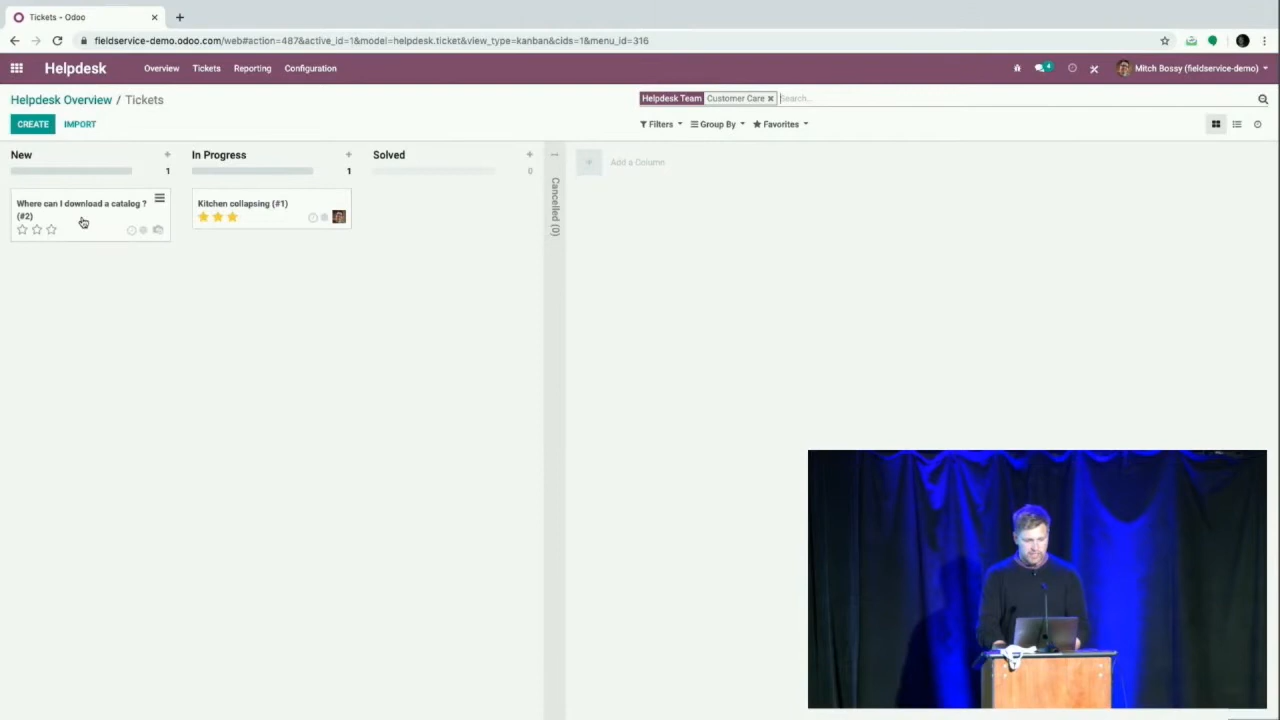 Tickets - Odoo
fieldservice-demo.odoo.com/web#action=487&active_id=1&model=helpdesk.ticket&view_type=kanban&cids=1&menu_id=316
Helpdesk Overview Tickets Reporting Configuration 4 Mitch Bossy (fieldservice-demo)
Helpdesk Overview / Tickets Helpdesk Team Customer Care Search...
CREATE IMPORT Filters Group By Favorites
New In Progress Solved Add a Column
1 1 0
Where can I download a catalog ?
(#2)
Kitchen collapsing (#1)
Cancelled (0)